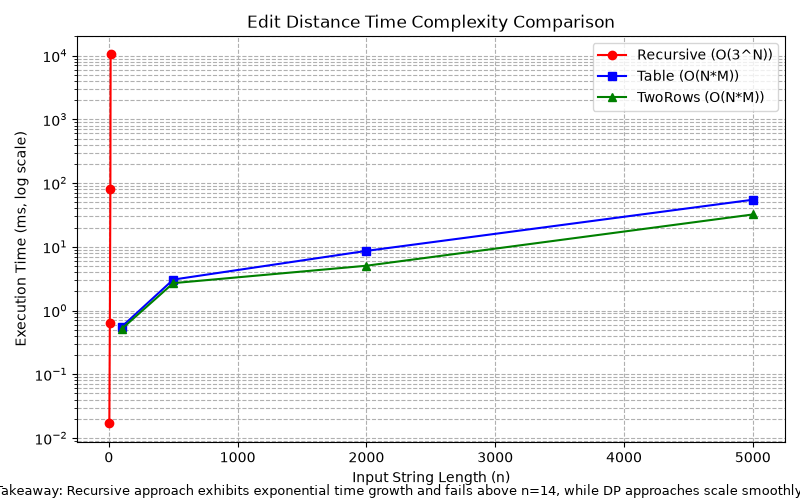 Edit Distance Time Complexity Comparison
Recursive (O(3^N))
Table (O(N*M))
TwoRows (O(N*M))
Execution Time (ms, log scale)
10^4
10^3
10^2
10^1
10^0
10^-1
10^-2
0 1000 2000 3000 4000 5000
Input String Length (n)
Takeaway: Recursive approach exhibits exponential time growth and fails above n=14, while DP approaches scale smoothly